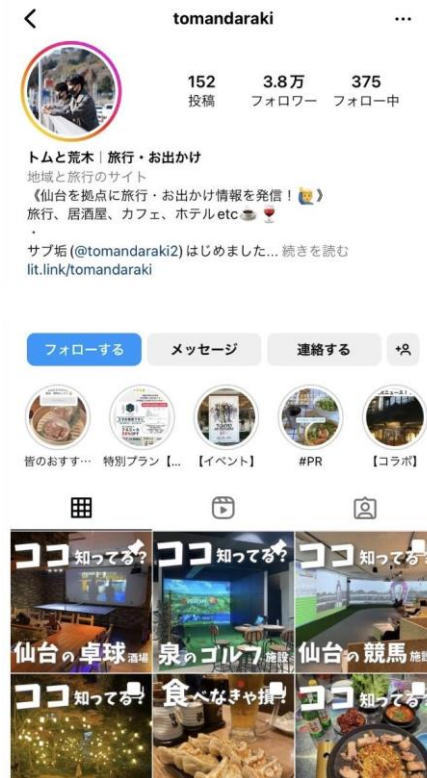 tomandaraki
152
投稿
3.8万
フォロワー
375
フォロー中
トムと荒木｜旅行・お出かけ
地域と旅行のサイト
《仙台を拠点に旅行・お出かけ情報を発信！🙋‍♂️》
旅行、居酒屋、カフェ、ホテルetc☕️🍷
・
サブ垢(@tomandaraki2)はじめました... 続きを読む
lit.link/tomandaraki
フォローする
メッセージ
連絡する
皆のおすす…
特別プラン【...
【イベント】
#PR
【コラボ】
ココ知ってる?
仙台の卓球酒場
ココ知ってる?
泉のゴルフ施設
ココ知ってる?
仙台の競馬施設
ココ知ってる?
食べなきゃ損!
ココ知ってる?